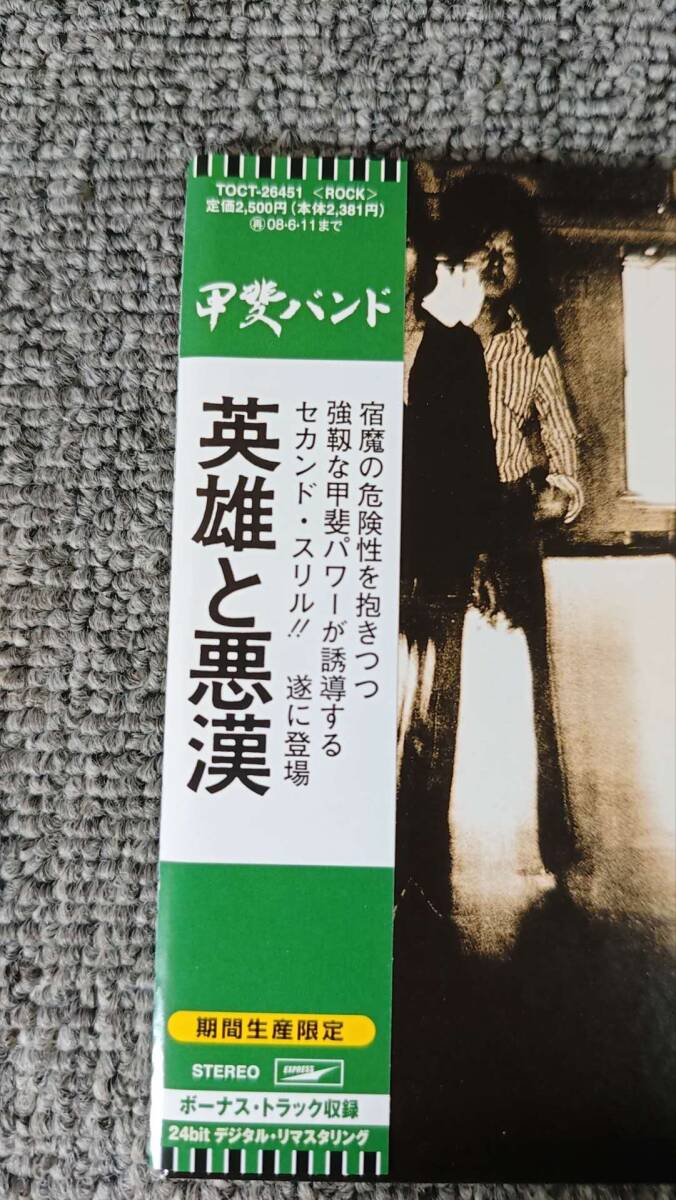 TOCT-26451 〈ROCK〉
定価2,500円(本体2,381円)
㊢08・6・11まで
甲斐バンド
英雄と悪漢
宿魔の危険性を抱きつつ
強靱な甲斐パワーが誘導する
セカンド・スリル!! 遂に登場
期間生産限定
STEREO
EXPRESS
ボーナス・トラック収録
24bit デジタル・リマスタリング